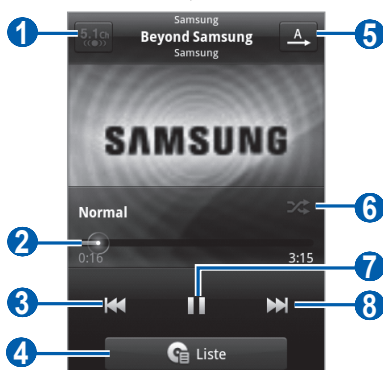 Samsung
Beyond Samsung
Samsung
5.1Ch
A
SAMSUNG
Normal
0:16
3:15
Liste
1
2
3
4
5
6
7
8